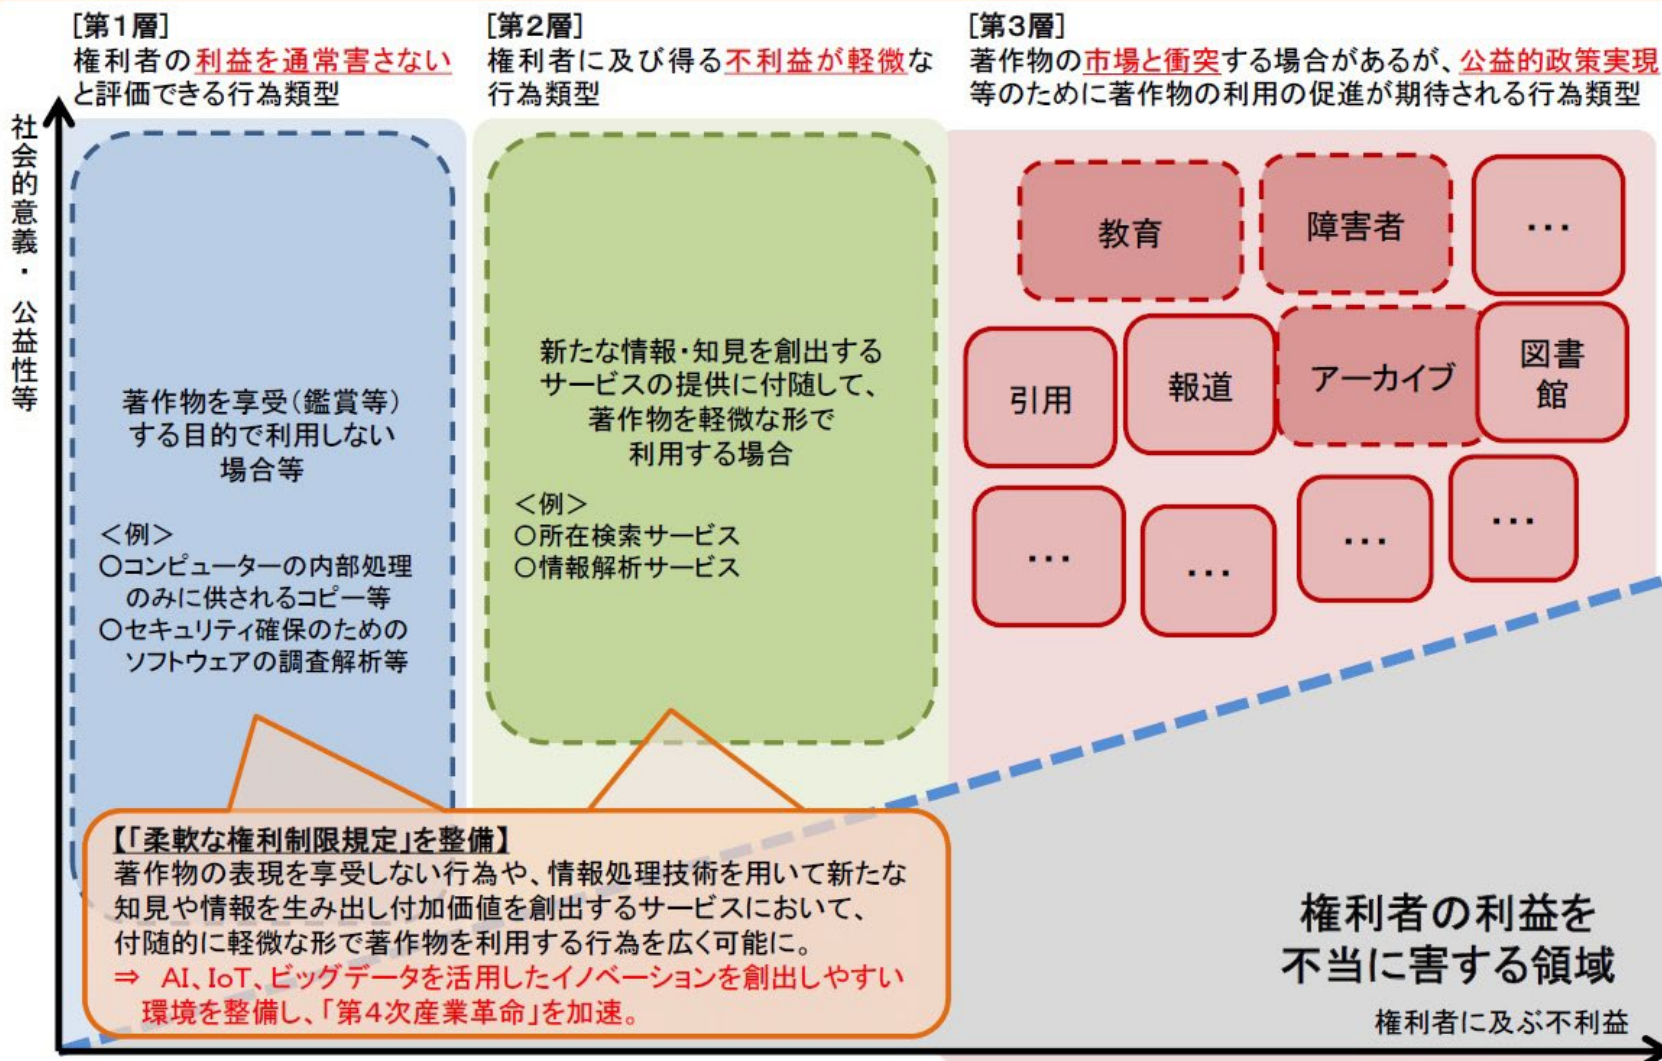 [第１層]
権利者の利益を通常害さない
と評価できる行為類型
[第２層]
権利者に及び得る不利益が軽微な
行為類型
[第３層]
著作物の市場と衝突する場合があるが、公益的政策実現
等のために著作物の利用の促進が期待される行為類型
社会的意義・公益性等
著作物を享受（鑑賞等）
する目的で利用しない
場合等
＜例＞
○コンピューターの内部処理
のみに供されるコピー等
○セキュリティ確保のための
ソフトウェアの調査解析等
新たな情報・知見を創出する
サービスの提供に付随して、
著作物を軽微な形で
利用する場合
＜例＞
○所在検索サービス
○情報解析サービス
教育
障害者
・・・
引用
報道
アーカイブ
図書
館
・・・
・・・
・・・
・・・
【「柔軟な権利制限規定」を整備】
著作物の表現を享受しない行為や、情報処理技術を用いて新たな
知見や情報を生み出し付加価値を創出するサービスにおいて、
付随的に軽微な形で著作物を利用する行為を広く可能に。
⇒ AI、IoT、ビッグデータを活用したイノベーションを創出しやすい
環境を整備し、「第４次産業革命」を加速。
権利者の利益を
不当に害する領域
権利者に及ぶ不利益